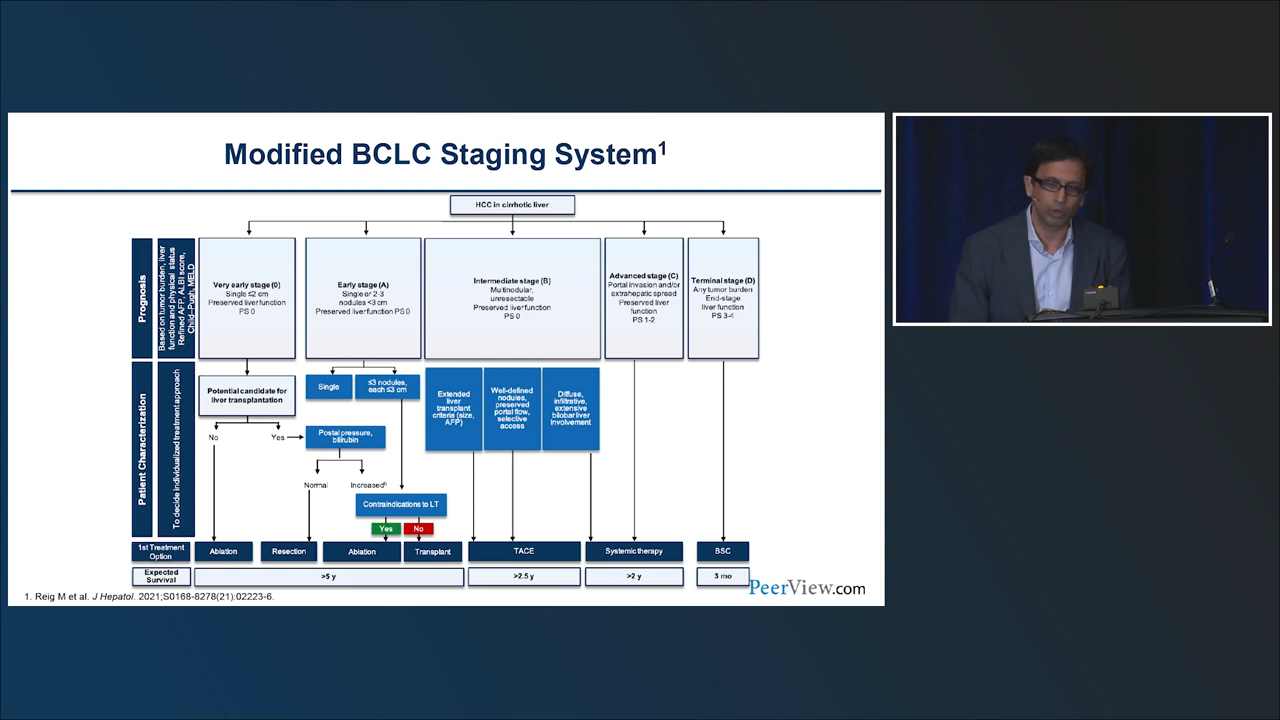 Modified BCLC Staging System1
HCC in cirrhotic liver
Prognosis
Based on tumor burden, liver
function and physical status
Refined AFP, ALBI score,
Child–Pugh, MELD
Very early stage (0)
Single ≤2 cm
Preserved liver function
PS 0
Early stage (A)
Single or 2-3
nodules <3 cm
Preserved liver function PS 0
Intermediate stage (B)
Multinodular,
unresectable
Preserved liver function
PS 0
Advanced stage (C)
Portal invasion and/or
extrahepatic spread
Preserved liver
function
PS 1-2
Terminal stage (D)
Any tumor burden
End-stage
liver function
PS 3-4
Patient Characterization
To decide individualized treatment approach
Potential candidate for
liver transplantation
No
Yes
Single
≤3 nodules,
each ≤3 cm
Postal pressure,
bilirubin
Normal
Increased
Contraindications to LT
Yes
No
Extended
liver
transplant
criteria (size,
AFP)
Well-defined
nodules,
preserved
portal flow,
selective
access
Diffuse,
infiltrative,
extensive
bilobar liver
involvement
1st Treatment
Option
Ablation
Resection
Ablation
Transplant
TACE
Systemic therapy
BSC
Expected
Survival
>5 y
>2.5 y
>2 y
3 mo
PeerView.com
1. Reig M et al. J Hepatol. 2021;S0168-8278(21):02223-6.